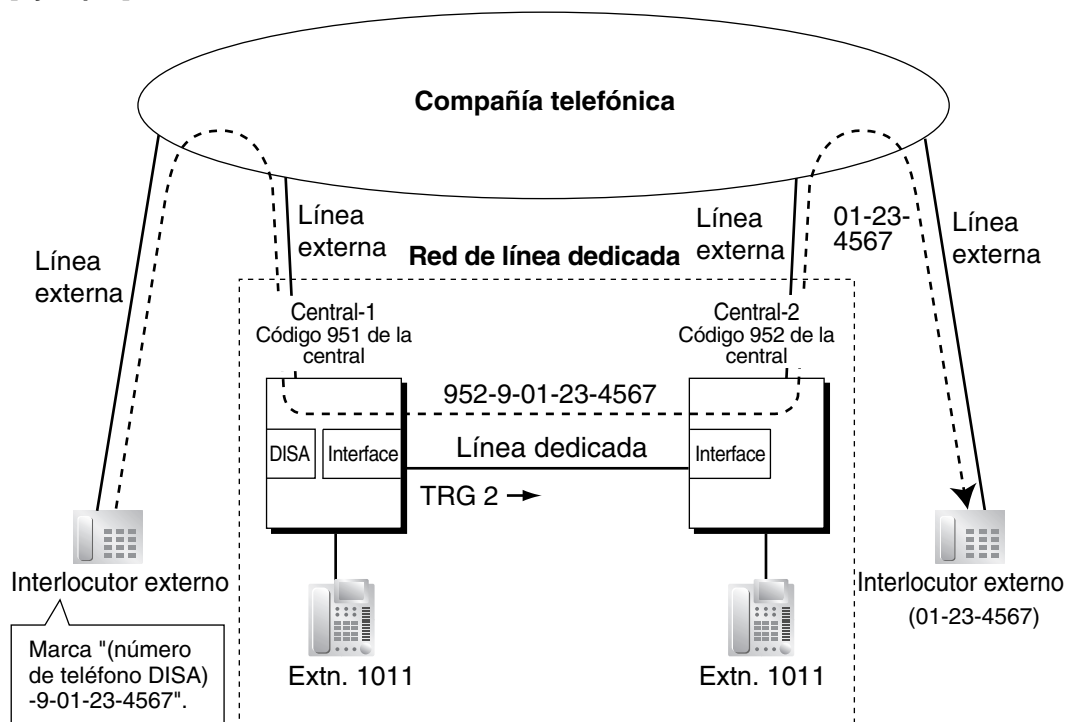 Compañía telefónica
Línea
externa
Línea
externa
Línea
externa
01-23-
4567
Línea
externa
Red de línea dedicada
Central-1
Código 951 de la
central
Central-2
Código 952 de la
central
952-9-01-23-4567
DISA
Interface
Línea dedicada
Interface
TRG 2
Interlocutor externo
Interlocutor externo
(01-23-4567)
Marca "(número
de teléfono DISA)
-9-01-23-4567".
Extn. 1011
Extn. 1011